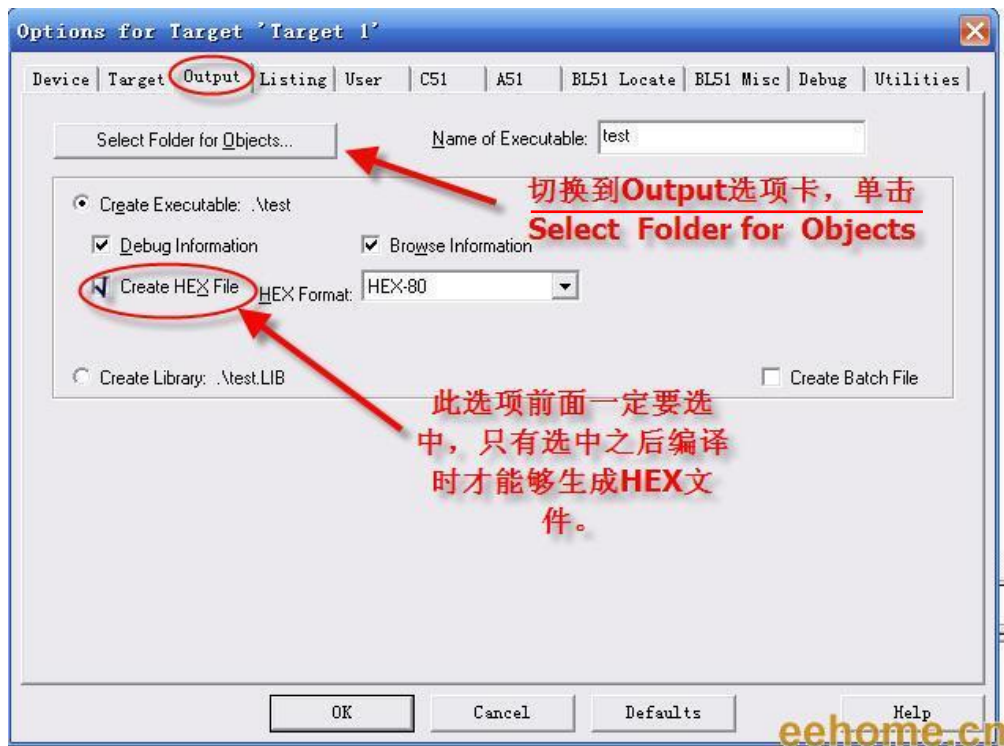 Options for Target 'Target 1'
Device Target Output Listing User C51 A51 BL51 Locate BL51 Misc Debug Utilities
Select Folder for Objects...
Name of Executable: test
切换到Output选项卡，单击
Select Folder for Objects
Create Executable: .\test
Debug Information
Browse Information
Create HEX File
HEX Format: HEX-80
Create Library: .\test.LIB
Create Batch File
此选项前面一定要选
中，只有选中之后编译
时才能够生成HEX文
件。
OK Cancel Defaults Help
eehome.cn